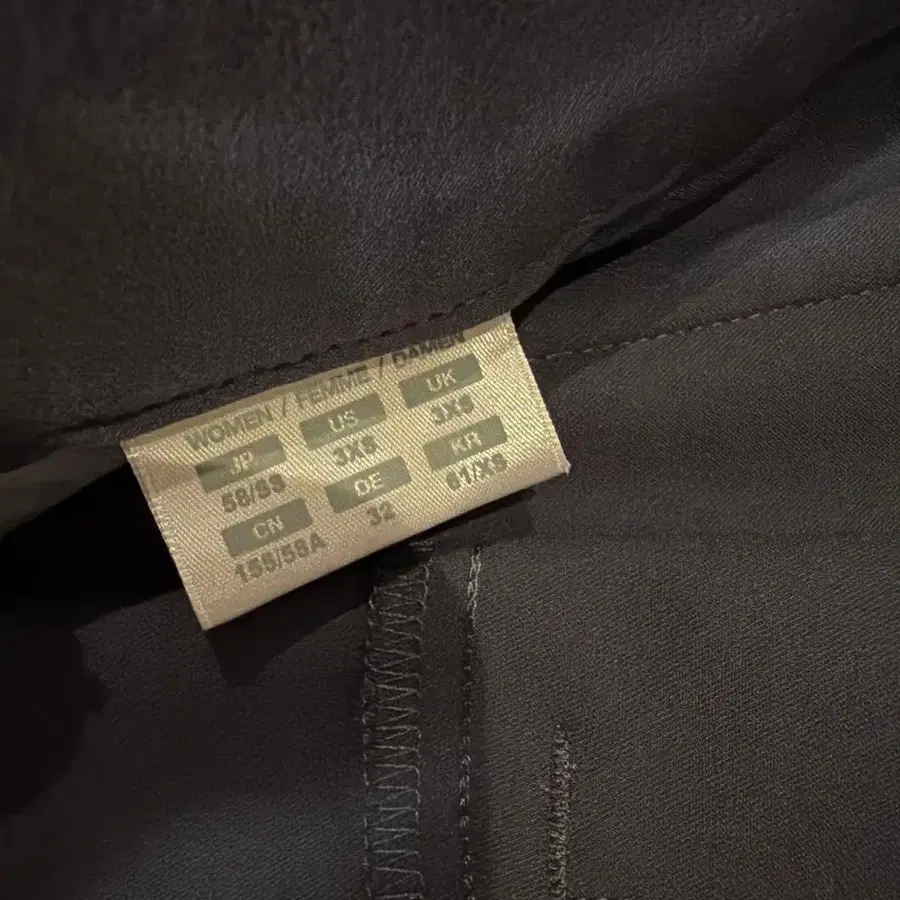 WOMEN / FEMME / DAMEN
JP US UK
58/SS 3XS 3XS
CN DE KR
155/58A 32 61/XS